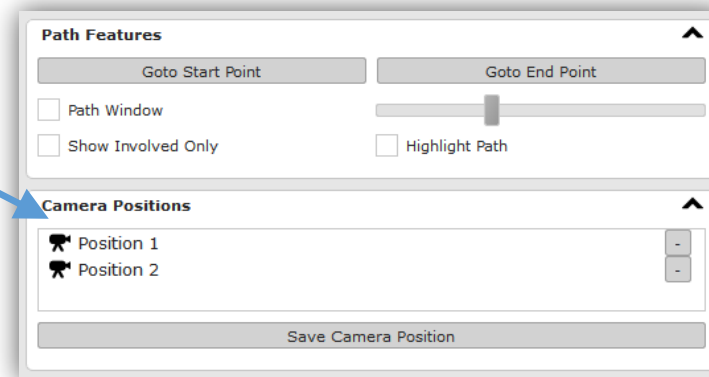 Path Features
Goto Start Point Goto End Point
Path Window
Show Involved Only Highlight Path
Camera Positions
Position 1 -
Position 2 -
Save Camera Position